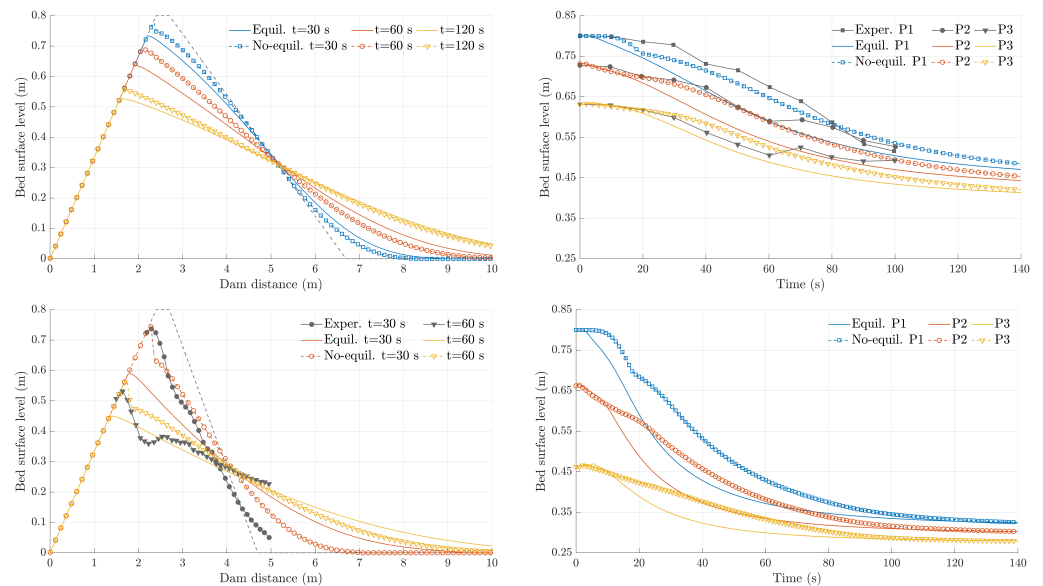 0.8
0.7
0.6
0.5
0.4
0.3
0.2
0.1
0
Bed surface level (m)
0 1 2 3 4 5 6 7 8 9 10
Dam distance (m)
Equil. t=30 s t=60 s t=120 s
No-equil. t=30 s t=60 s t=120 s
0.85
0.75
0.65
0.55
0.45
0.35
0.25
Bed surface level (m)
0 20 40 60 80 100 120 140
Time (s)
Exper. P1 P2 P3
Equil. P1 P2 P3
No-equil. P1 P2 P3
0.8
0.7
0.6
0.5
0.4
0.3
0.2
0.1
0
Bed surface level (m)
0 1 2 3 4 5 6 7 8 9 10
Dam distance (m)
Exper. t=30 s t=60 s
Equil. t=30 s t=60 s
No-equil. t=30 s t=60 s
0.85
0.75
0.65
0.55
0.45
0.35
0.25
Bed surface level (m)
0 20 40 60 80 100 120 140
Time (s)
Equil. P1 P2 P3
No-equil. P1 P2 P3